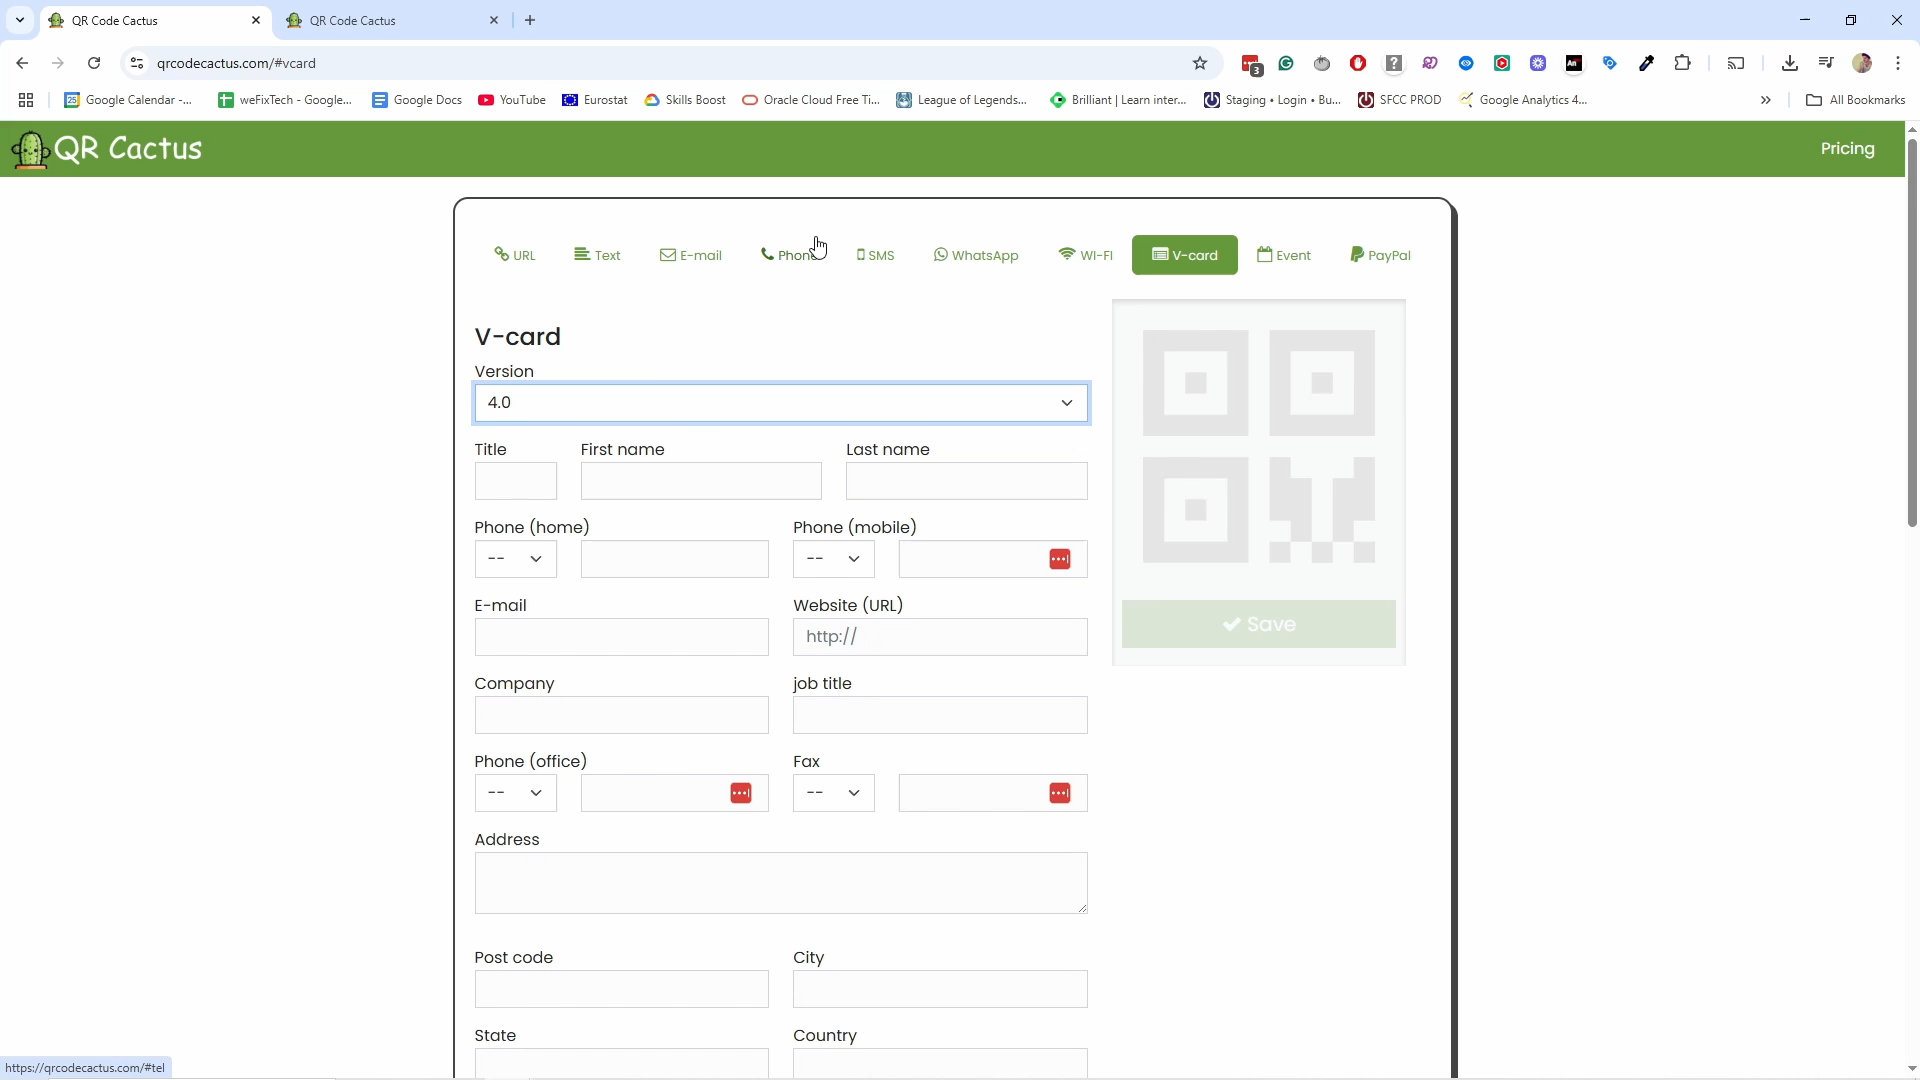 QR Code Cactus
QR Code Cactus
qrcodecactus.com/#vcard
3
An
Google Calendar -...
weFixTech - Google...
Google Docs
YouTube
Eurostat
Skills Boost
Oracle Cloud Free Ti...
League of Legends...
Brilliant | Learn inter...
Staging • Login • Bu...
SFCC PROD
Google Analytics 4...
All Bookmarks
QR Cactus
Pricing
URL
Text
E-mail
Phone
SMS
WhatsApp
WI-FI
V-card
Event
PayPal
V-card
Version
4.0
Title
First name
Last name
Phone (home)
Phone (mobile)
--
--
E-mail
Website (URL)
http://
Save
Company
job title
Phone (office)
Fax
--
--
Address
Post code
City
State
Country
https://qrcodecactus.com/#tel